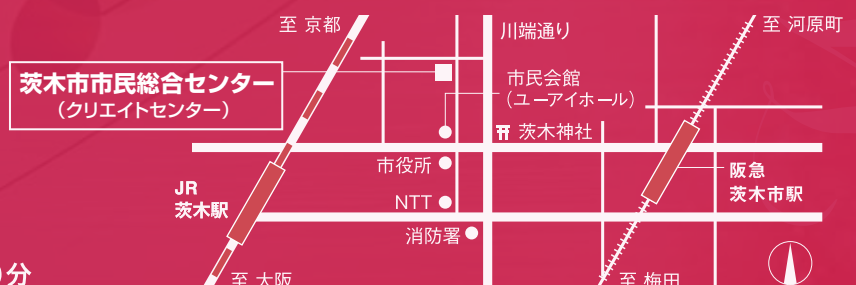 至 京都
川端通り
至 河原町
茨木市市民総合センター
(クリエイトセンター)
市民会館
(ユーアイホール)
茨木神社
市役所
阪急
茨木市駅
JR
茨木駅
NTT
消防署
分
至 大阪
至 梅田